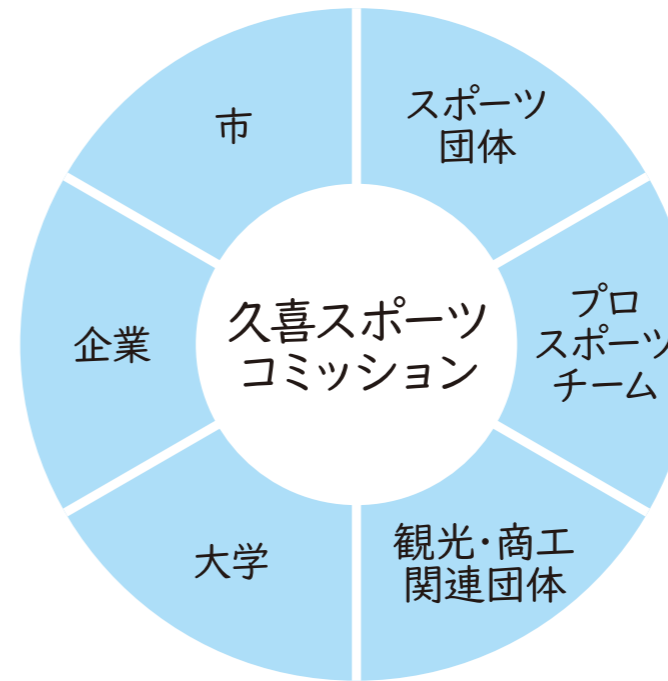 市
スポーツ
団体
企業
久喜スポーツ
コミッション
プロ
スポーツ
チーム
大学
観光・商工
関連団体